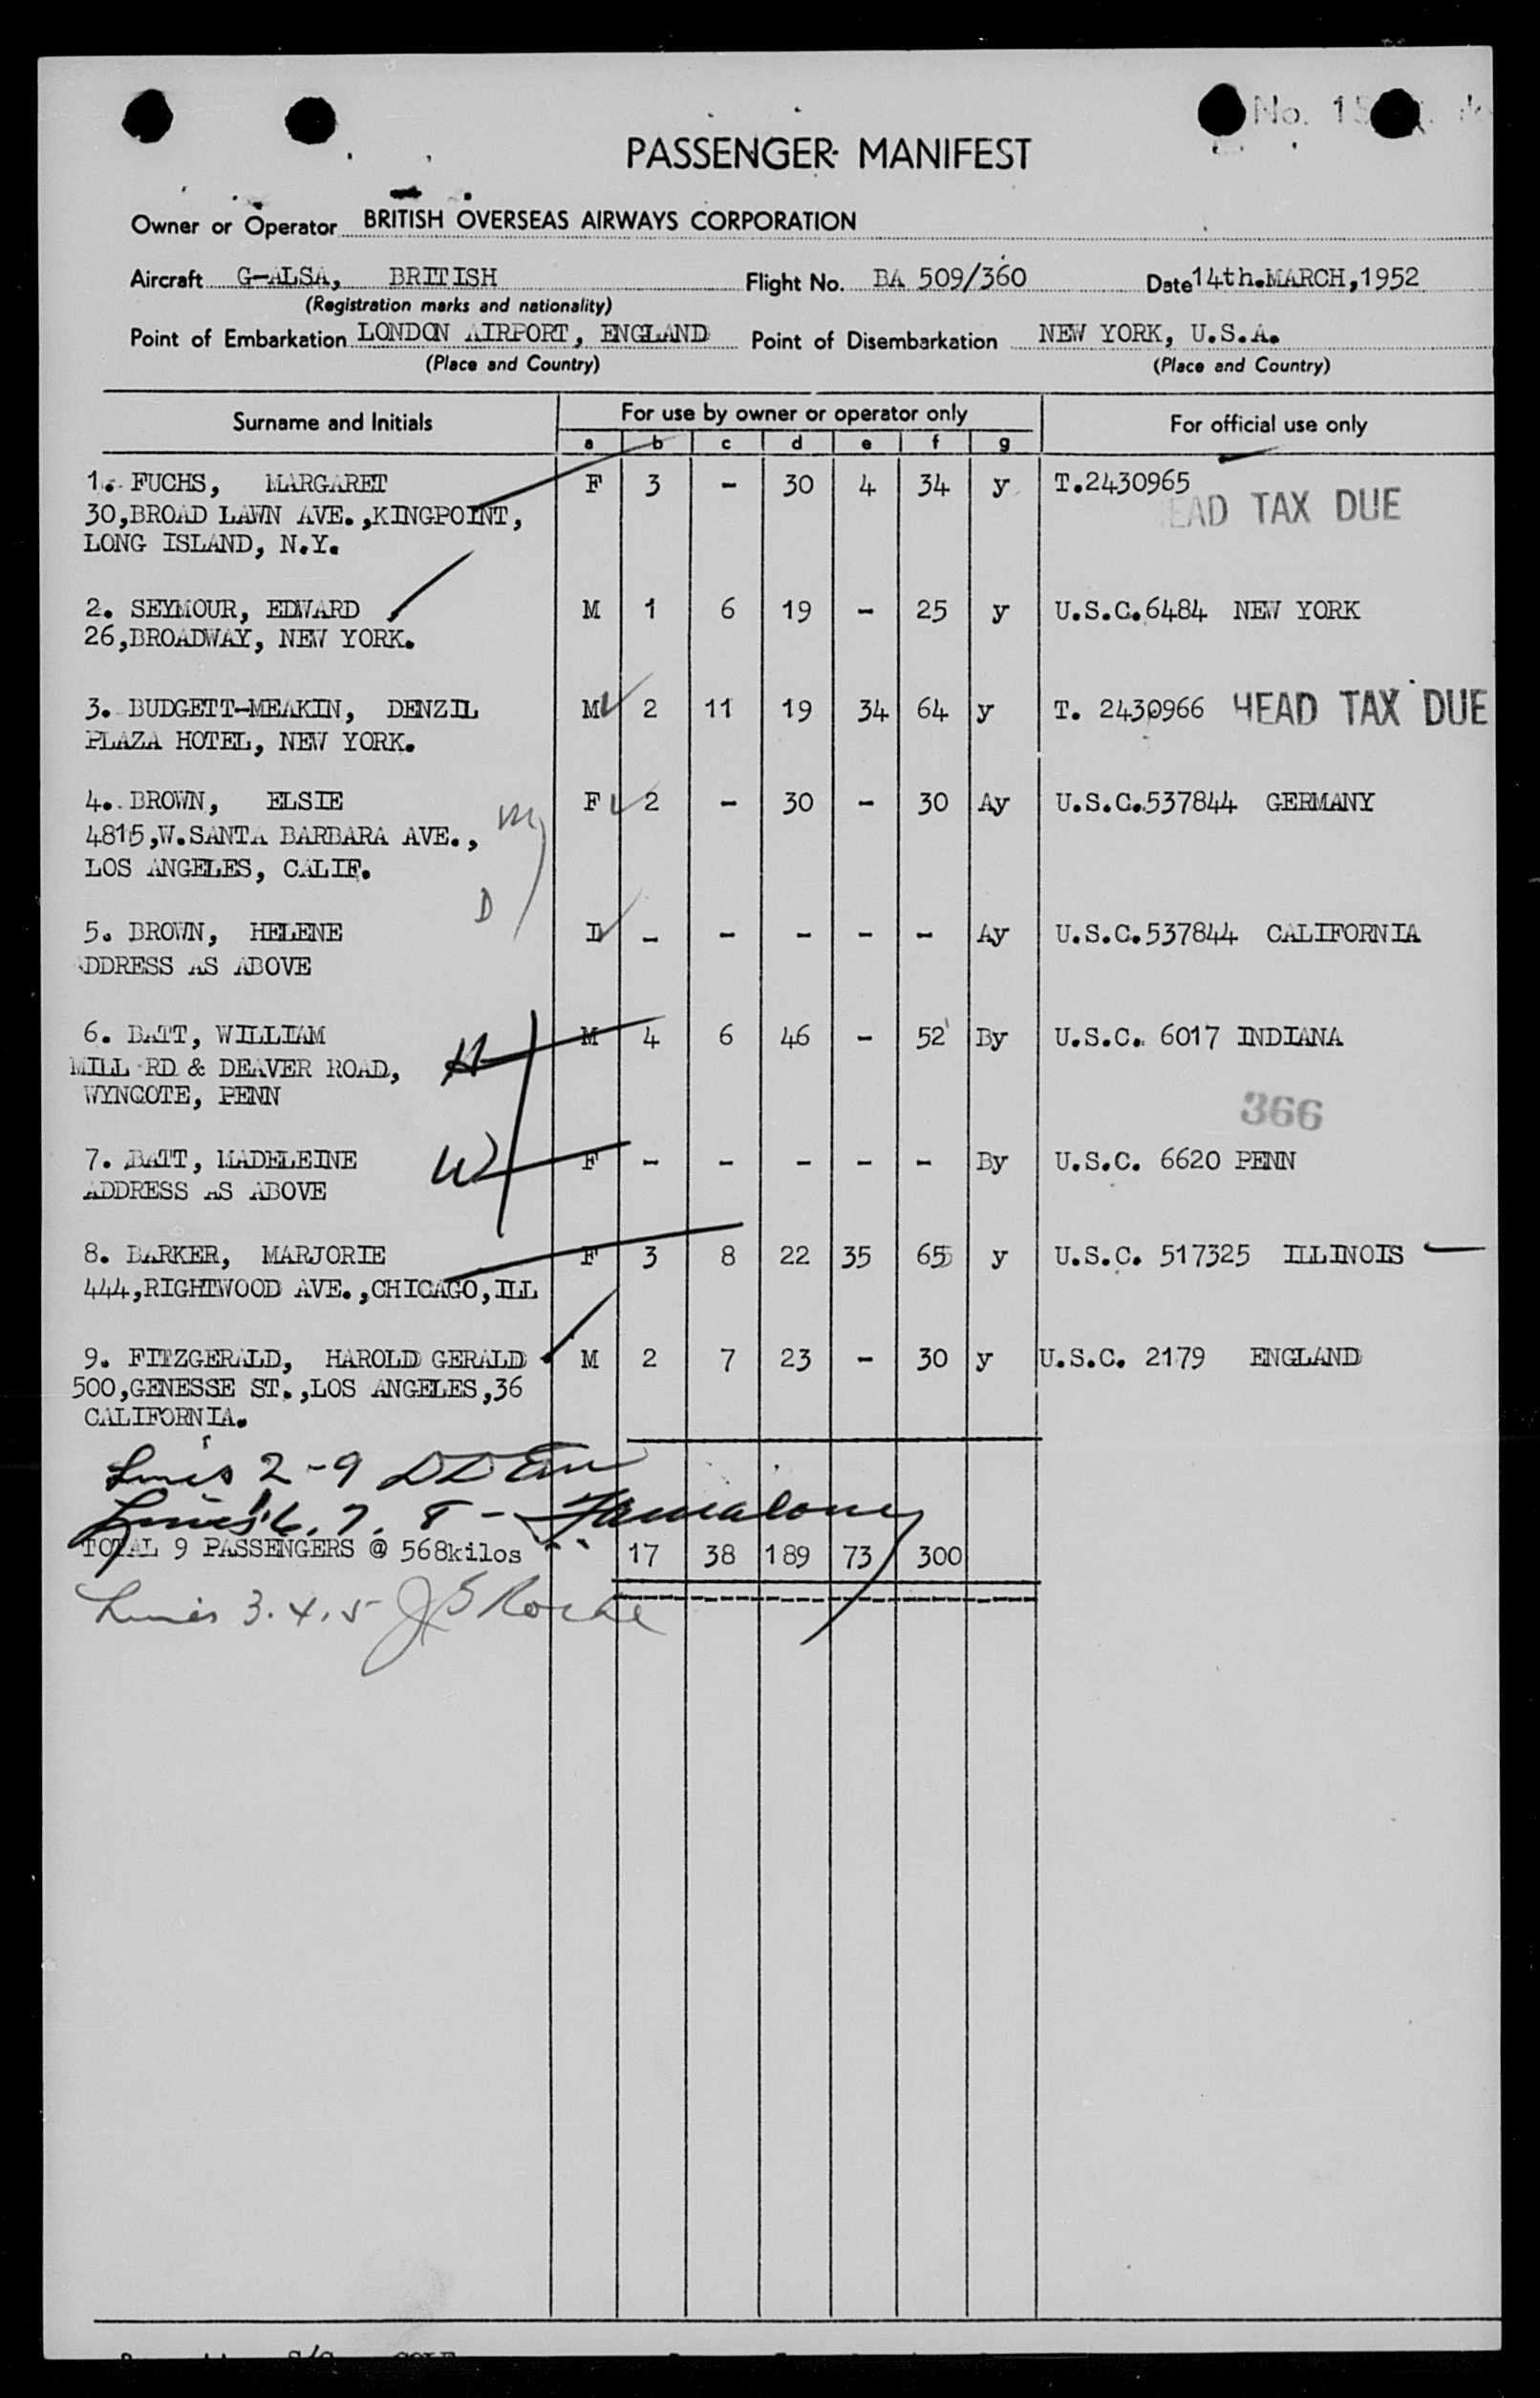 No. 15
PASSENGER MANIFEST
Owner or Operator BRITISH OVERSEAS AIRWAYS CORPORATION
Aircraft G-ALSA, BRITISH Flight No. BA 509/360 Date 14th.MARCH,1952
(Registration marks and nationality)
Point of Embarkation LONDON AIRPORT, ENGLAND Point of Disembarkation NEW YORK, U.S.A.
(Place and Country) (Place and Country)
Surname and Initials For use by owner or operator only For official use only
a b c d e f g
1. FUCHS, MARGARET F 3 - 30 4 34 y T.2430965
30,BROAD LAWN AVE.,KINGPOINT, EAD TAX DUE
LONG ISLAND, N.Y.
2. SEYMOUR, EDWARD M 1 6 19 - 25 y U.S.C.6484 NEW YORK
26,BROADWAY, NEW YORK.
3. BUDGETT-MEAKIN, DENZIL M 2 11 19 34 64 y T. 2430966 HEAD TAX DUE
PLAZA HOTEL, NEW YORK.
4. BROWN, ELSIE F 2 - 30 - 30 Ay U.S.C.537844 GERMANY
M
4815,W.SANTA BARBARA AVE.,
LOS ANGELES, CALIF.
D
5. BROWN, HELENE I - - - - - Ay U.S.C.537844 CALIFORNIA
ADDRESS AS ABOVE
6. BATT, WILLIAM M 4 6 46 - 52 By U.S.C. 6017 INDIANA
MILL RD & DEAVER ROAD, H
WYNCOTE, PENN
366
7. BATT, MADELEINE W F - - - - - By U.S.C. 6620 PENN
ADDRESS AS ABOVE
8. BARKER, MARJORIE F 3 8 22 35 65 y U.S.C. 517325 ILLINOIS
444,RIGHTWOOD AVE.,CHICAGO,ILL
9. FITZGERALD, HAROLD GERALD M 2 7 23 - 30 y U.S.C. 2179 ENGLAND
500,GENESSE ST.,LOS ANGELES,36
CALIFORNIA.
Lines 2-9
Lines 1.6.7.8 -
TOTAL 9 PASSENGERS @ 568kilos 17 38 189 73 300
Lines 3.4.5 J S Roche